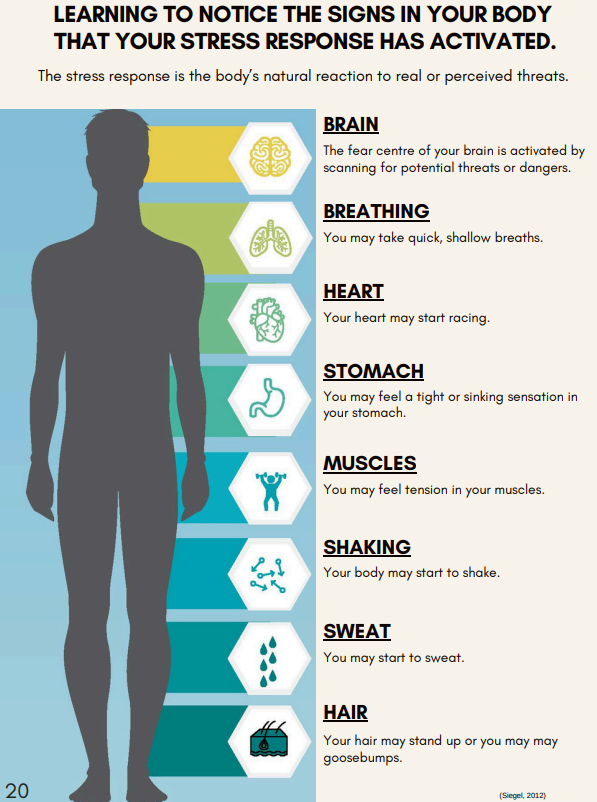 LEARNING TO NOTICE THE SIGNS IN YOUR BODY
THAT YOUR STRESS RESPONSE HAS ACTIVATED.
The stress response is the body's natural reaction to real or perceived threats.
BRAIN
The fear centre of your brain is activated by
scanning for potential threats or dangers.
BREATHING
You may take quick, shallow breaths.
HEART
Your heart may start racing.
STOMACH
You may feel a tight or sinking sensation in
your stomach.
MUSCLES
You may feel tension in your muscles.
SHAKING
Your body may start to shake.
SWEAT
You may start to sweat.
HAIR
Your hair may stand up or you may may
goosebumps.
20
(Siegel, 2012)